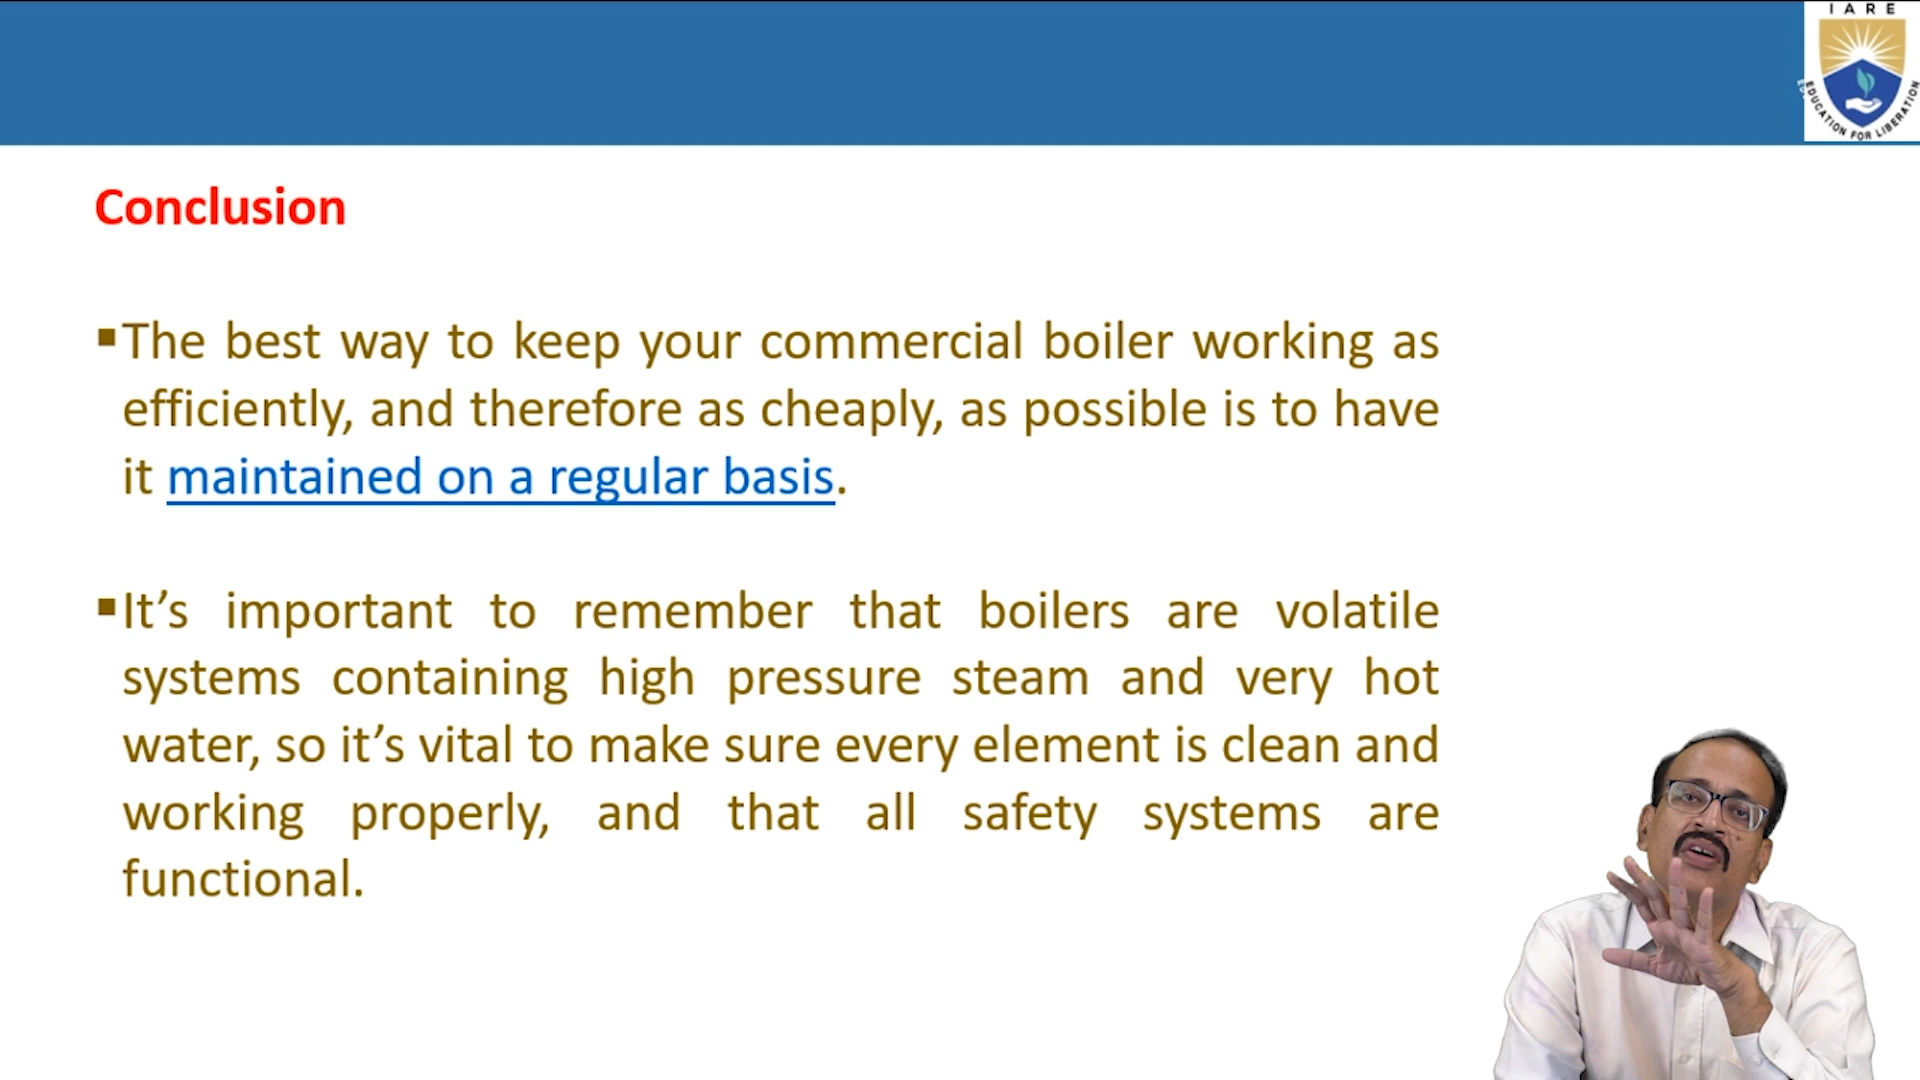 IARE
EDUCATION FOR LIBERATION
Conclusion
▪The best way to keep your commercial boiler working as
efficiently, and therefore as cheaply, as possible is to have
it maintained on a regular basis.
▪It’s important to remember that boilers are volatile
systems containing high pressure steam and very hot
water, so it’s vital to make sure every element is clean and
working properly, and that all safety systems are
functional.